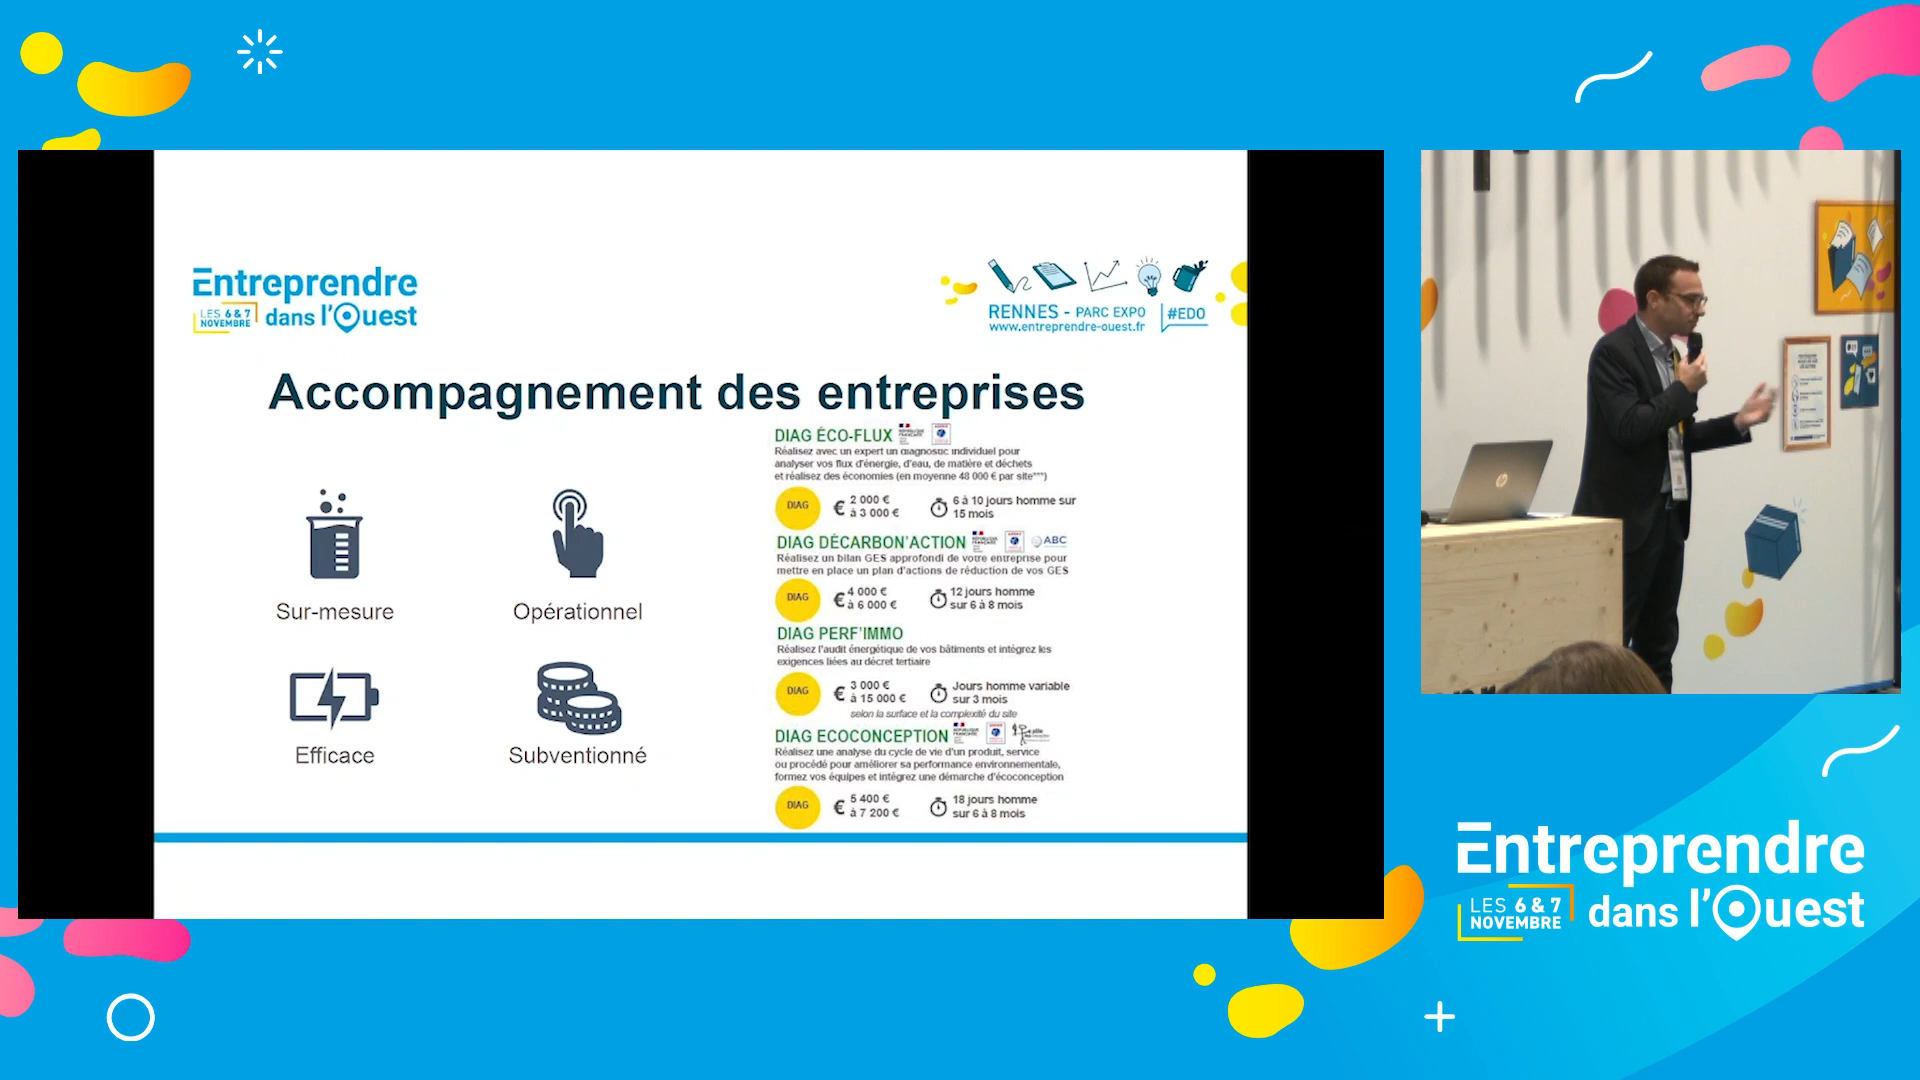 Entreprendre
LES 6 & 7
NOVEMBRE
dans l'Ouest
RENNES - PARC EXPO
www.entreprendre-ouest.fr
#EDO
Accompagnement des entreprises
Sur-mesure
Opérationnel
Efficace
Subventionné
DIAG ÉCO-FLUX
Réalisez avec un expert un diagnostic individuel pour
analyser vos flux d'énergie, d'eau, de matière et déchets
et réalisez des économies (en moyenne 48 000 € par site***)
DIAG
€ 2 000 €
à 3 000 €
6 à 10 jours homme sur
15 mois
DIAG DÉCARBON'ACTION
ABC
Réalisez un bilan GES approfondi de votre entreprise pour
mettre en place un plan d'actions de réduction de vos GES
DIAG
€ 4 000 €
à 6 000 €
12 jours homme
sur 6 à 8 mois
DIAG PERF'IMMO
Réalisez l'audit énergétique de vos bâtiments et intégrez les
exigences liées au décret tertiaire
DIAG
€ 3 000 €
à 15 000 €
Jours homme variable
sur 3 mois
selon la surface et la complexité du site
DIAG ECOCONCEPTION
Réalisez une analyse du cycle de vie d'un produit, service
ou procédé pour améliorer sa performance environnementale,
formez vos équipes et intégrez une démarche d'écoconception
DIAG
€ 5 400 €
à 7 200 €
18 jours homme
sur 6 à 8 mois
Entreprendre
LES 6 & 7
NOVEMBRE
dans l'Ouest